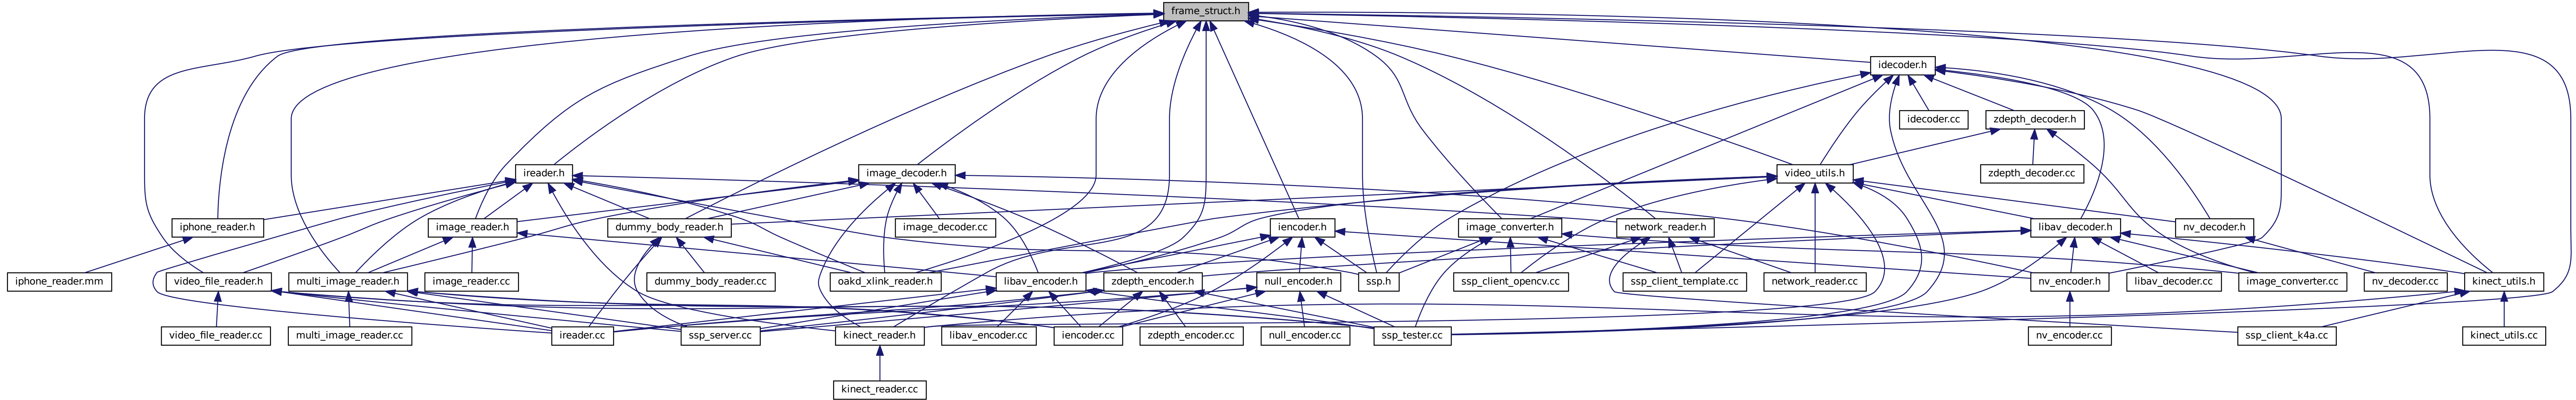 frame_struct.h
idecoder.h
idecoder.cc
zdepth_decoder.h
ireader.h
image_decoder.h
video_utils.h
zdepth_decoder.cc
iphone_reader.h
image_reader.h
dummy_body_reader.h
image_decoder.cc
iencoder.h
image_converter.h
network_reader.h
libav_decoder.h
nv_decoder.h
iphone_reader.mm
video_file_reader.h
multi_image_reader.h
image_reader.cc
dummy_body_reader.cc
oakd_xlink_reader.h
libav_encoder.h
zdepth_encoder.h
null_encoder.h
ssp.h
ssp_client_opencv.cc
ssp_client_template.cc
network_reader.cc
nv_encoder.h
libav_decoder.cc
image_converter.cc
nv_decoder.cc
kinect_utils.h
video_file_reader.cc
multi_image_reader.cc
ireader.cc
ssp_server.cc
kinect_reader.h
libav_encoder.cc
iencoder.cc
zdepth_encoder.cc
null_encoder.cc
ssp_tester.cc
nv_encoder.cc
ssp_client_k4a.cc
kinect_utils.cc
kinect_reader.cc